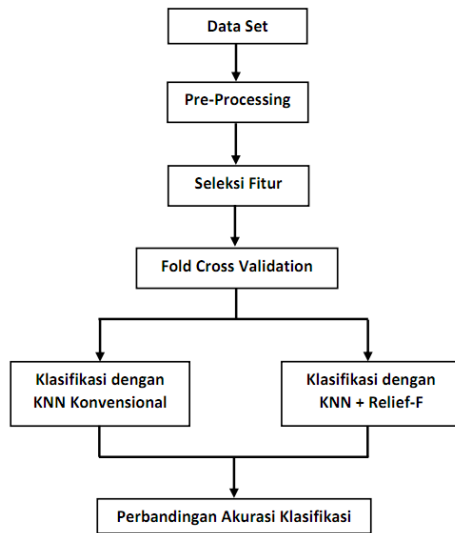 Data Set
Pre-Processing
Seleksi Fitur
Fold Cross Validation
Klasifikasi dengan
KNN Konvensional
Klasifikasi dengan
KNN + Relief-F
Perbandingan Akurasi Klasifikasi